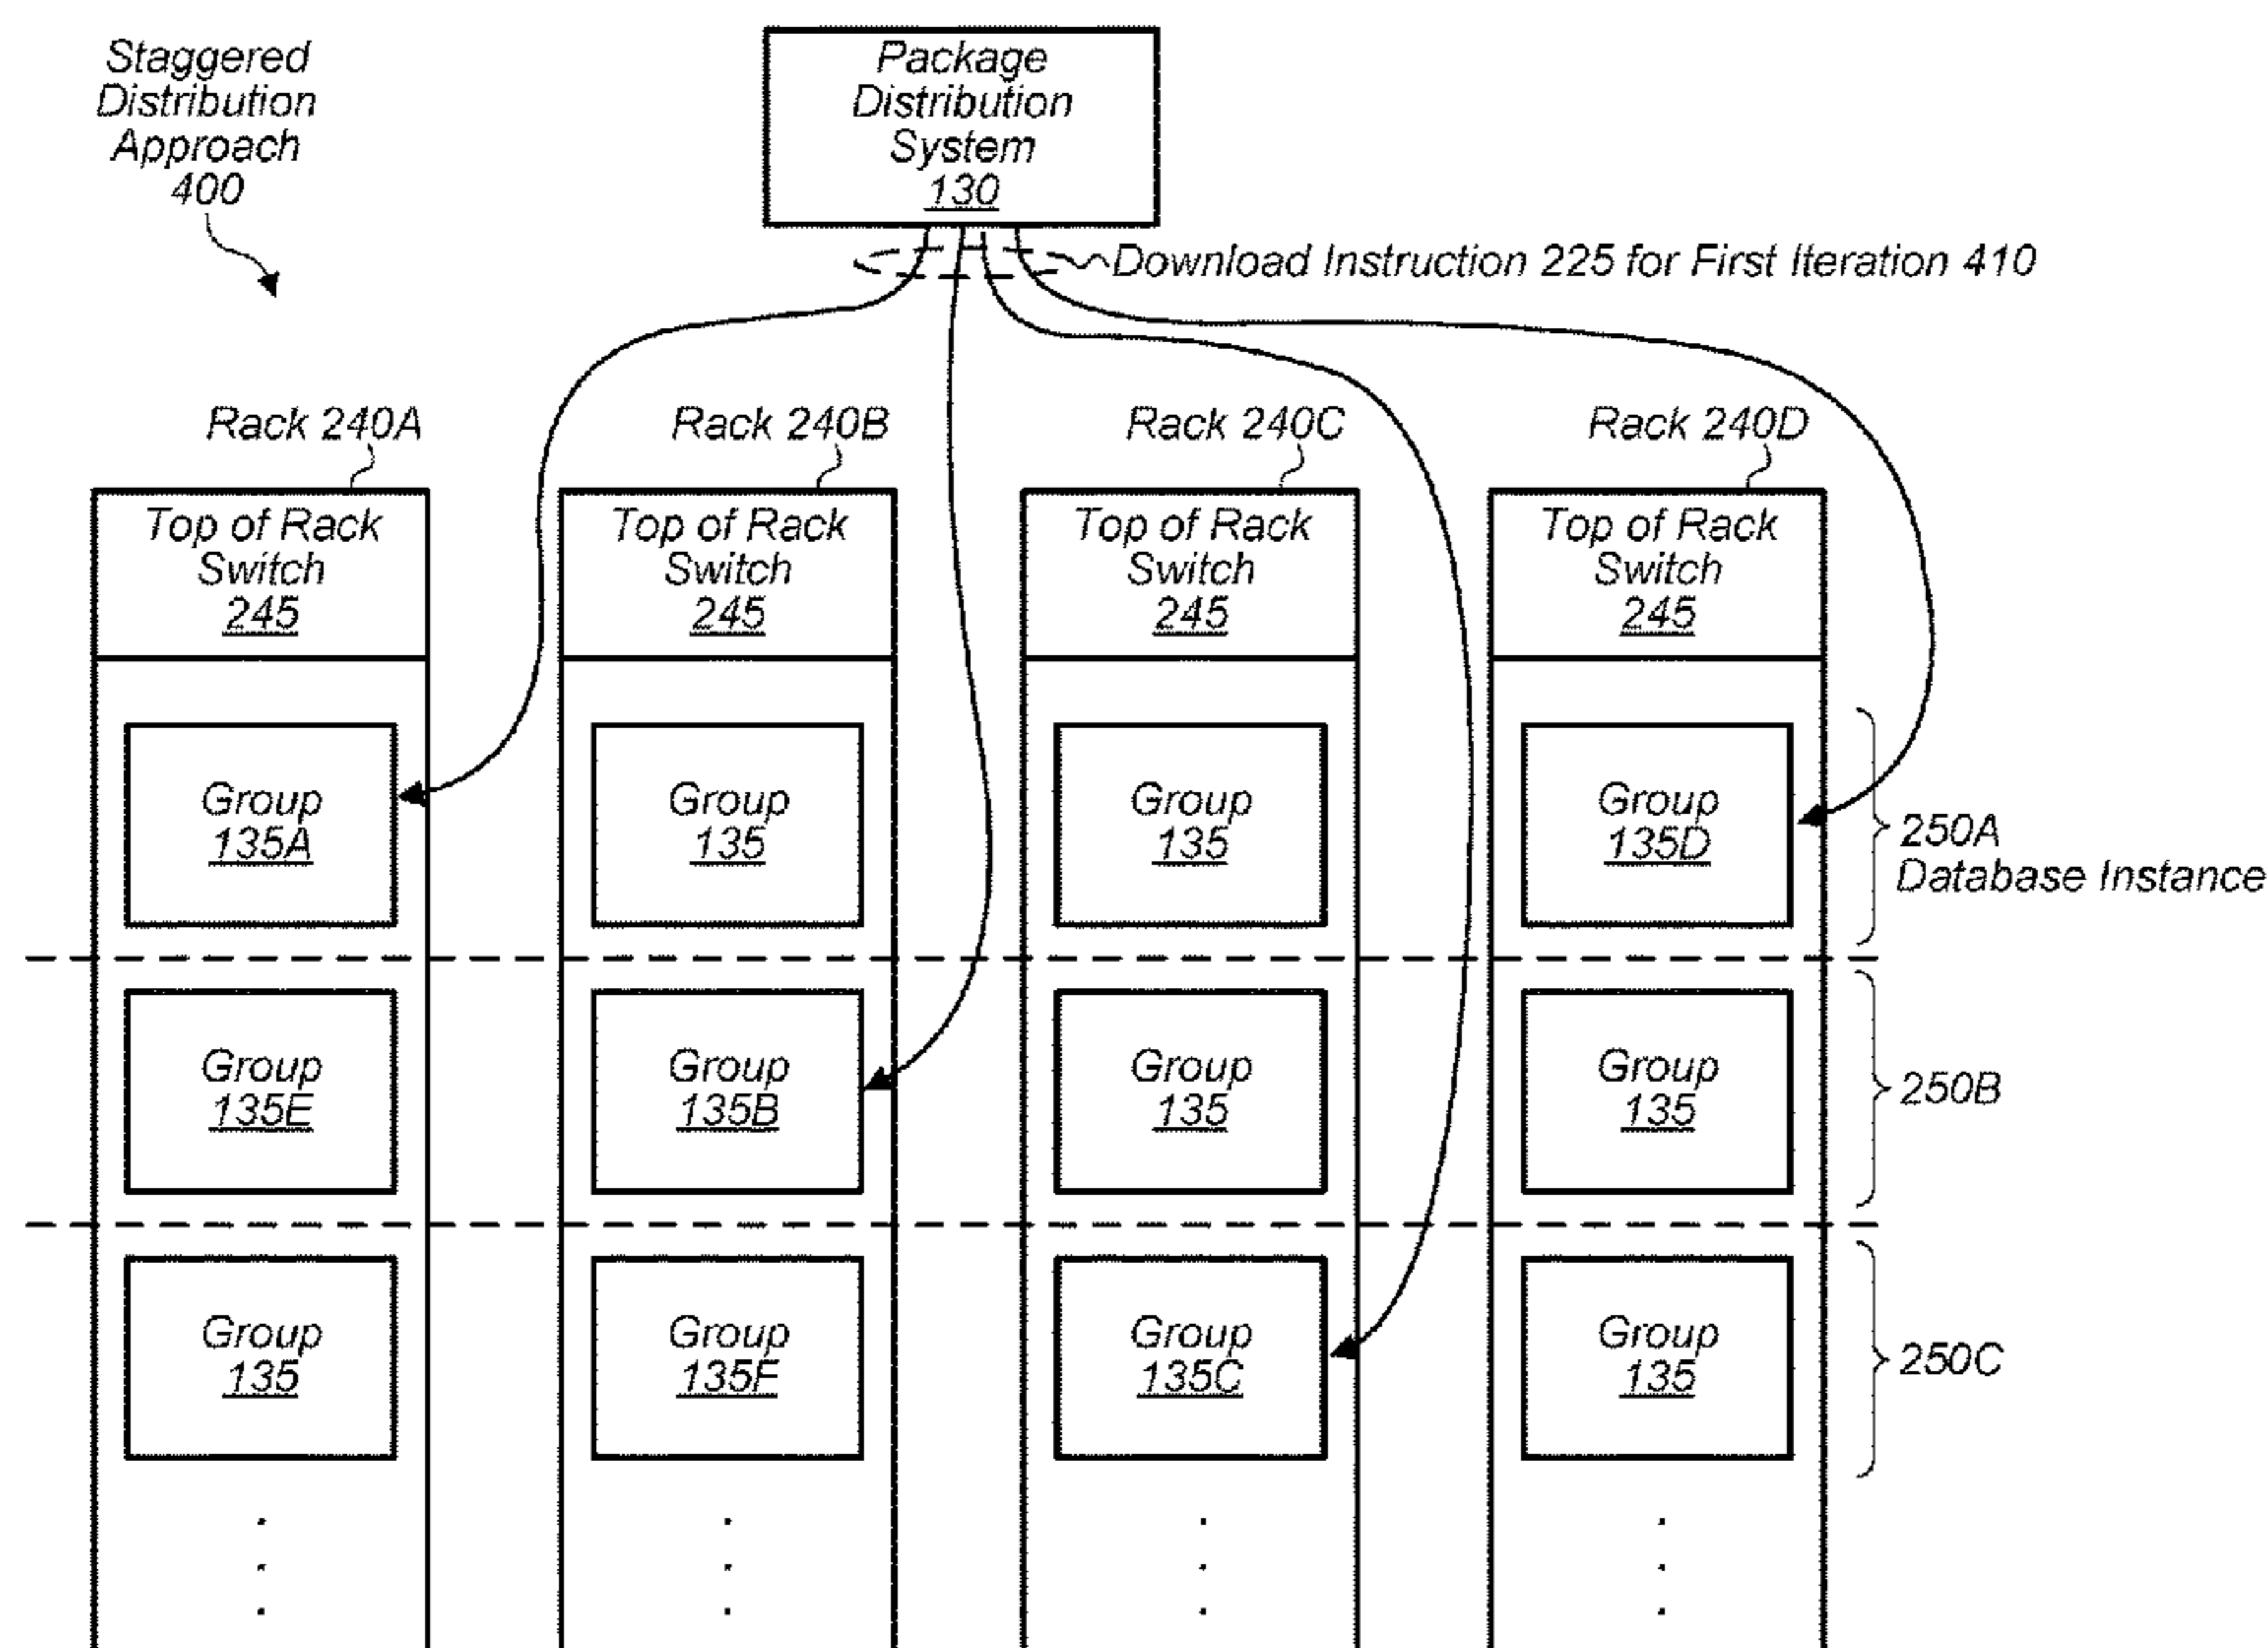 Staggered
Distribution
Approach
400
Package
Distribution
System
130
Download Instruction 225 for First Iteration 410
Rack 240A
Rack 240B
Rack 240C
Rack 240D
Top of Rack
Switch
245
Top of Rack
Switch
245
Top of Rack
Switch
245
Top of Rack
Switch
245
Group
135A
Group
135
Group
135
Group
135D
250A
Database Instance
Group
135E
Group
135B
Group
135
Group
135
250B
Group
135
Group
135F
Group
135C
Group
135
250C